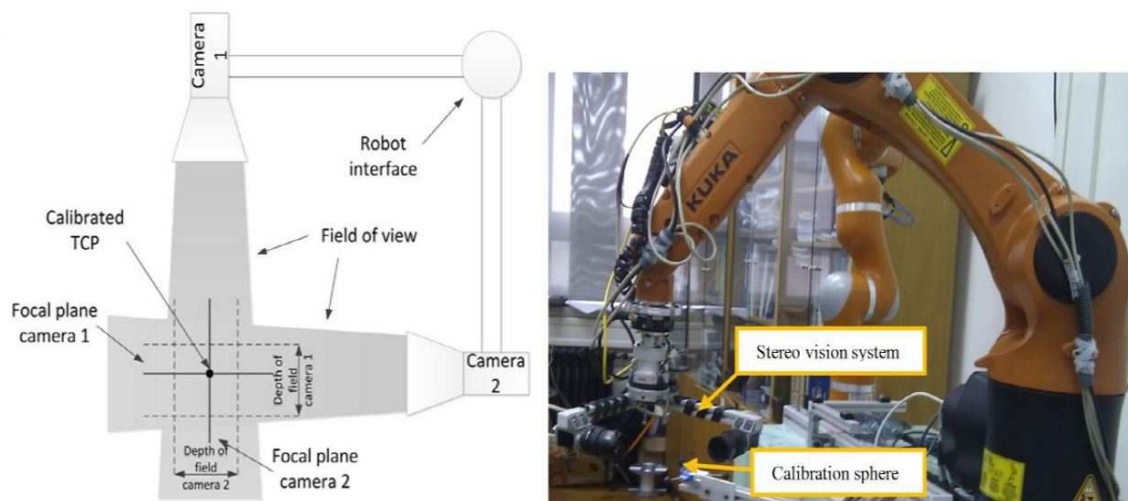 Camera
1
Robot
interface
Calibrated
TCP
Field of view
Focal plane
camera 1
Depth of
field
camera 1
Camera
2
Depth of
field
camera 2
Focal plane
camera 2
KUKA
Stereo vision system
Calibration sphere